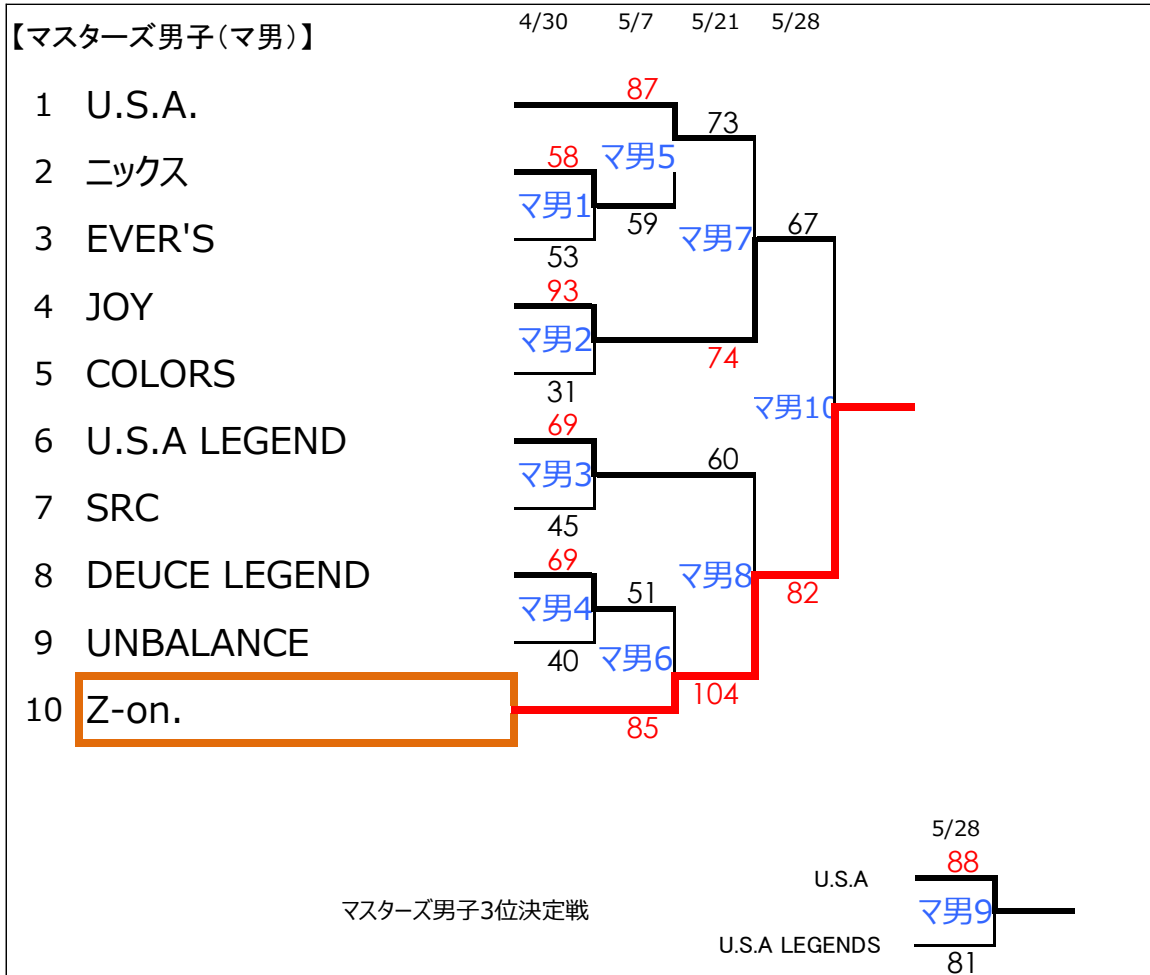 【マスターズ男子(マ男)】 4/30 5/7 5/21 5/28
1 U.S.A. 87
73
2 ニックス 58 マ男5
マ男1
3 EVER'S 59 マ男7 67
53
4 JOY 93
マ男2 74
5 COLORS 31
マ男10
6 U.S.A LEGEND 69
マ男3 60
7 SRC 45
8 DEUCE LEGEND 69 マ男8 82
マ男4 51
9 UNBALANCE 40 マ男6
10 Z-on. 104
85
5/28
88
U.S.A
マスターズ男子3位決定戦 マ男9
U.S.A LEGENDS
81